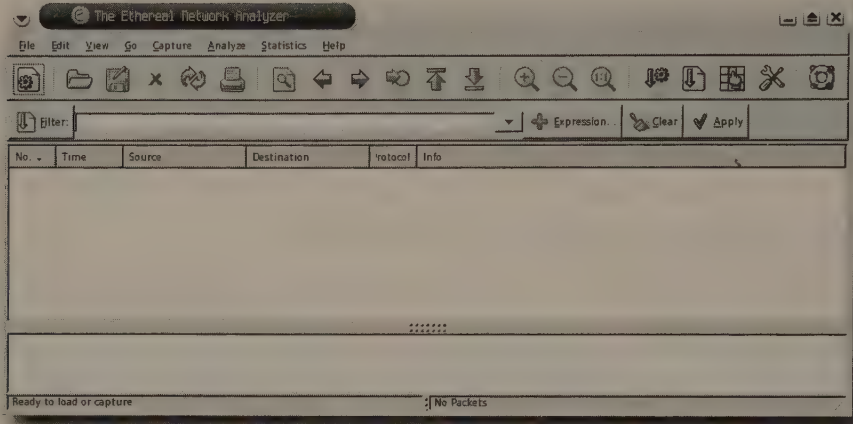 The Ethereal Network Analyzer
File Edit View Go Capture Analyze Statistics Help
Filter: Expression... Clear Apply
No. Time Source Destination Protocol Info
Ready to load or capture No Packets